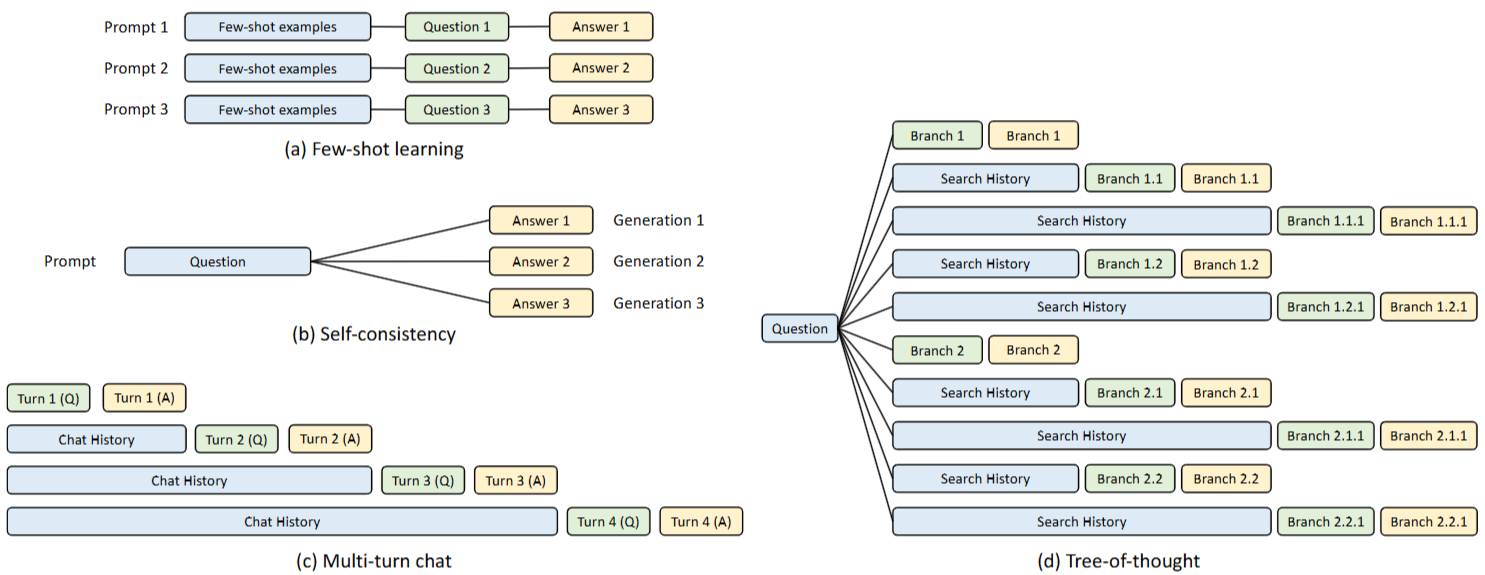 Prompt 1 Few-shot examples Question 1 Answer 1
Prompt 2 Few-shot examples Question 2 Answer 2
Prompt 3 Few-shot examples Question 3 Answer 3
(a) Few-shot learning
Answer 1 Generation 1
Prompt Question Answer 2 Generation 2
Answer 3 Generation 3
(b) Self-consistency
Turn 1 (Q) Turn 1 (A)
Chat History Turn 2 (Q) Turn 2 (A)
Chat History Turn 3 (Q) Turn 3 (A)
Chat History Turn 4 (Q) Turn 4 (A)
(c) Multi-turn chat
Branch 1 Branch 1
Search History Branch 1.1 Branch 1.1
Search History Branch 1.1.1 Branch 1.1.1
Search History Branch 1.2 Branch 1.2
Search History Branch 1.2.1 Branch 1.2.1
Question
Branch 2 Branch 2
Search History Branch 2.1 Branch 2.1
Search History Branch 2.1.1 Branch 2.1.1
Search History Branch 2.2 Branch 2.2
Search History Branch 2.2.1 Branch 2.2.1
(d) Tree-of-thought